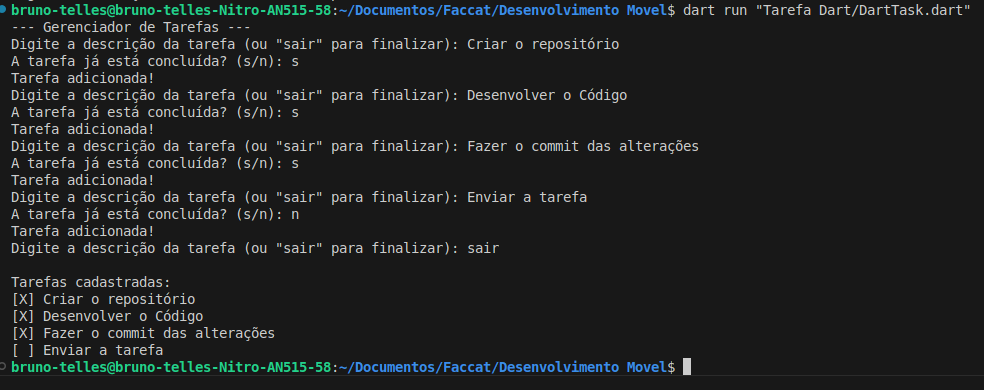 bruno-telles@bruno-telles-Nitro-AN515-58:~/Documentos/Faccat/Desenvolvimento Movel$ dart run "Tarefa Dart/DartTask.dart"
--- Gerenciador de Tarefas ---
Digite a descrição da tarefa (ou "sair" para finalizar): Criar o repositório
A tarefa já está concluída? (s/n): s
Tarefa adicionada!
Digite a descrição da tarefa (ou "sair" para finalizar): Desenvolver o Código
A tarefa já está concluída? (s/n): s
Tarefa adicionada!
Digite a descrição da tarefa (ou "sair" para finalizar): Fazer o commit das alterações
A tarefa já está concluída? (s/n): s
Tarefa adicionada!
Digite a descrição da tarefa (ou "sair" para finalizar): Enviar a tarefa
A tarefa já está concluída? (s/n): n
Tarefa adicionada!
Digite a descrição da tarefa (ou "sair" para finalizar): sair

Tarefas cadastradas:
[X] Criar o repositório
[X] Desenvolver o Código
[X] Fazer o commit das alterações
[ ] Enviar a tarefa
bruno-telles@bruno-telles-Nitro-AN515-58:~/Documentos/Faccat/Desenvolvimento Movel$